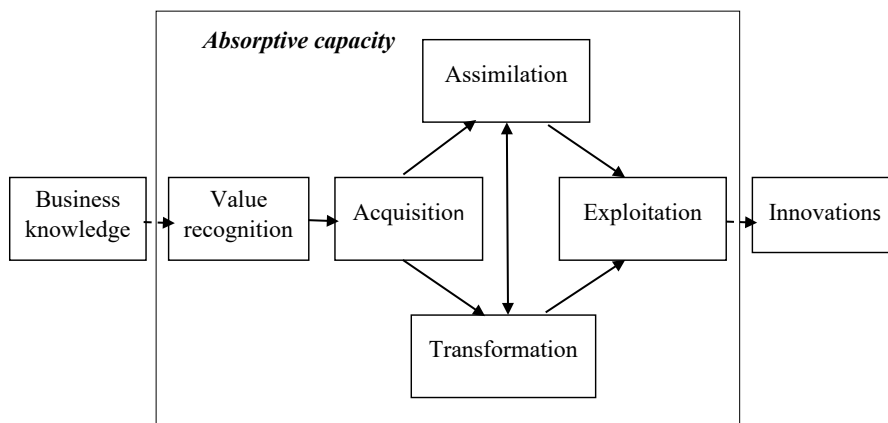 Absorptive capacity
Assimilation
Business
knowledge
Value
recognition
Acquisition
Exploitation
Innovations
Transformation